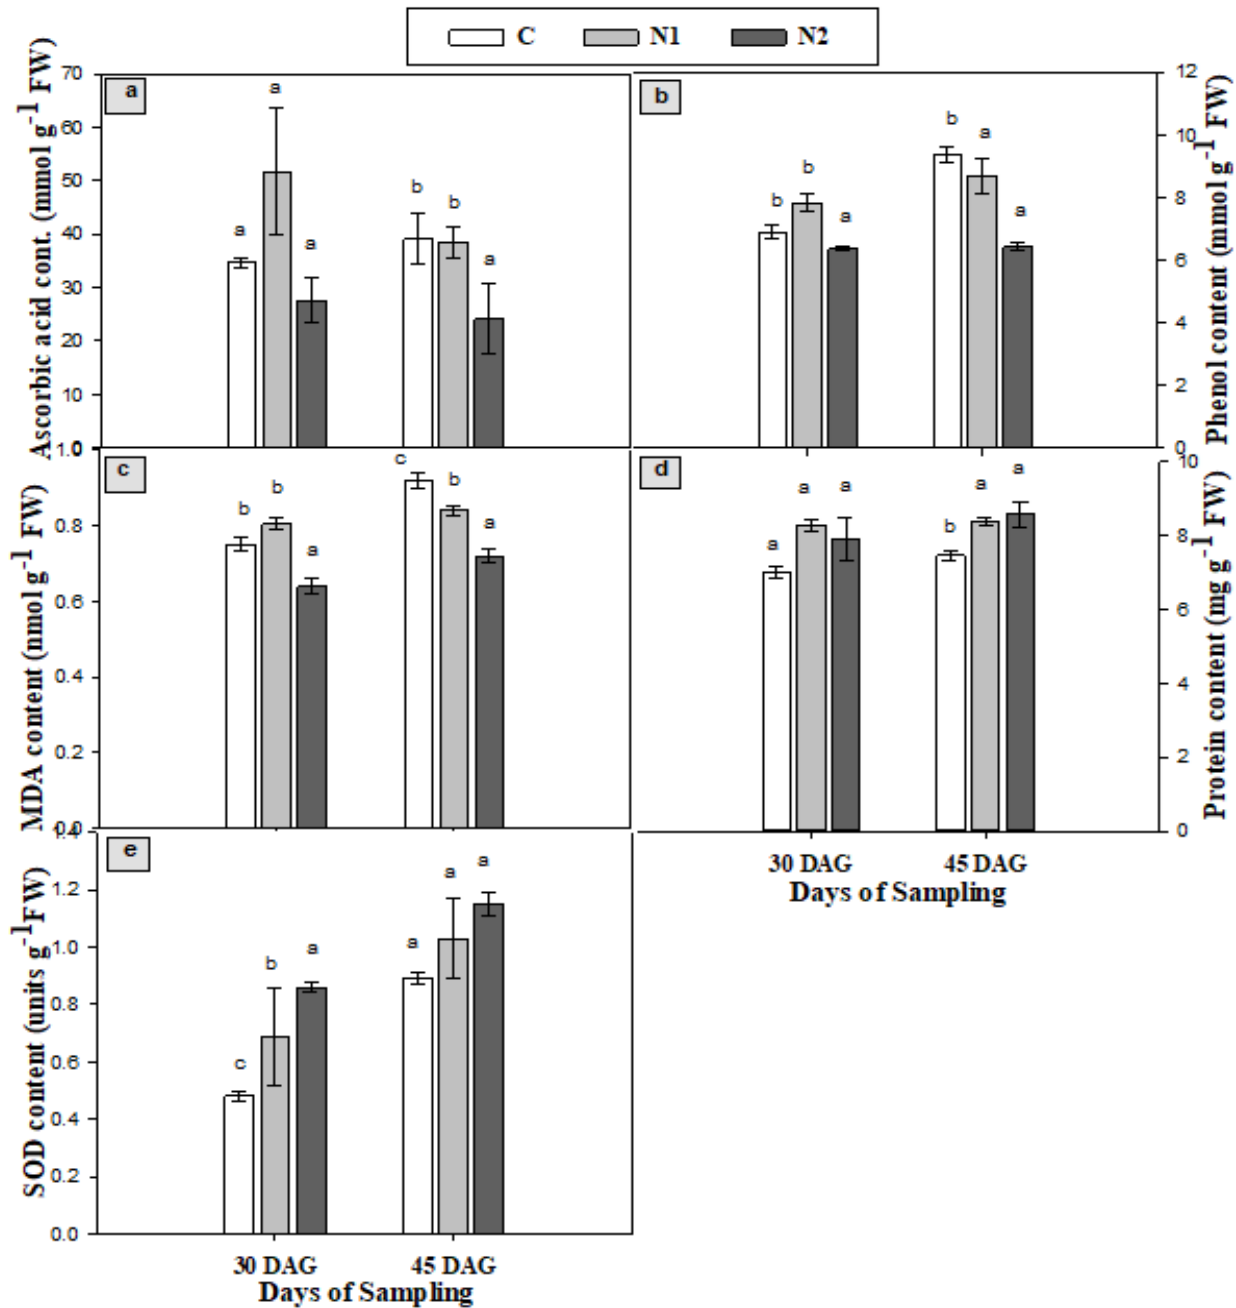 C N1 N2
Ascorbic acid cont. (mmol g-1 FW)
70
60
50
40
30
20
10
0
a
a
a
a
b
b
a
Phenol content (mmol g-1 FW)
12
10
8
6
4
2
0
b
b
b
a
b
a
a
MDA content (nmol g-1 FW)
1.0
0.8
0.6
0.4
0.2
0.0
c
b
b
a
c
b
a
Protein content (mg g-1 FW)
10
8
6
4
2
0
d
a
a
a
b
a
a
30 DAG 45 DAG
Days of Sampling
SOD content (units g-1FW)
1.4
1.2
1.0
0.8
0.6
0.4
0.2
0.0
e
c
b
a
a
a
a
30 DAG 45 DAG
Days of Sampling